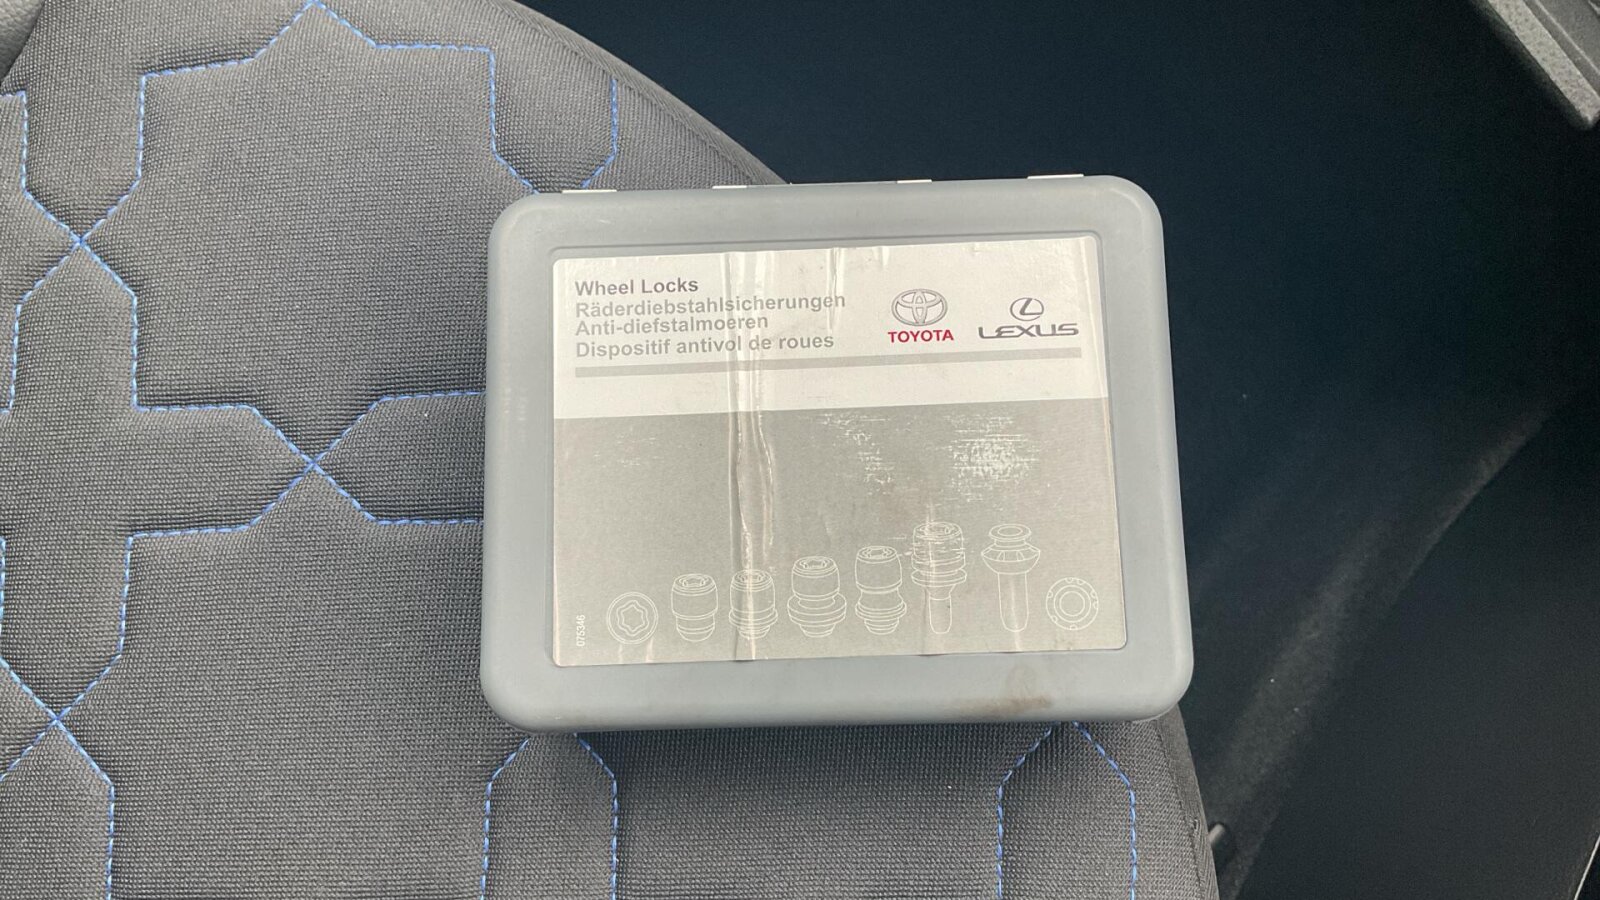 Wheel Locks
Räderdiebstahlsicherungen
Anti-diefstalmoeren
Dispositif antivol de roues
TOYOTA
LEXUS
075346